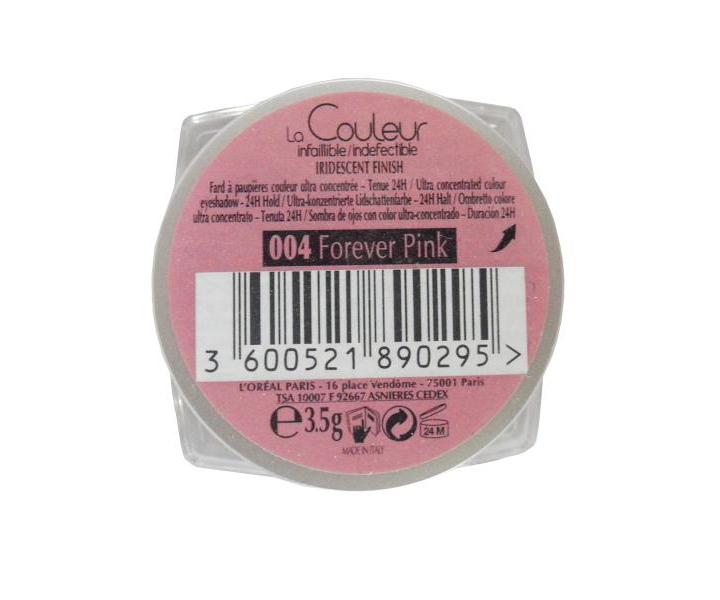 La Couleur
infaillible/indefectible
IRIDESCENT FINISH
Fard à paupières couleur ultra concentrée - Tenue 24H / Ultra concentrated colour
eyeshadow - 24H Hold / Ultra-konzentrierte Lidschattenfarbe - 24H Halt / Ombretto colore
ultra concentrato - Tenuta 24H / Sombra de ojos con color ultra-concentrado - Duración 24H
004 Forever Pink
3 600521 890295 >
L'ORÉAL PARIS - 16 place Vendôme - 75001 Paris
TSA 10007 F 92667 ASNIERES CEDEX
e 3.5g 24 M
MADE IN ITALY